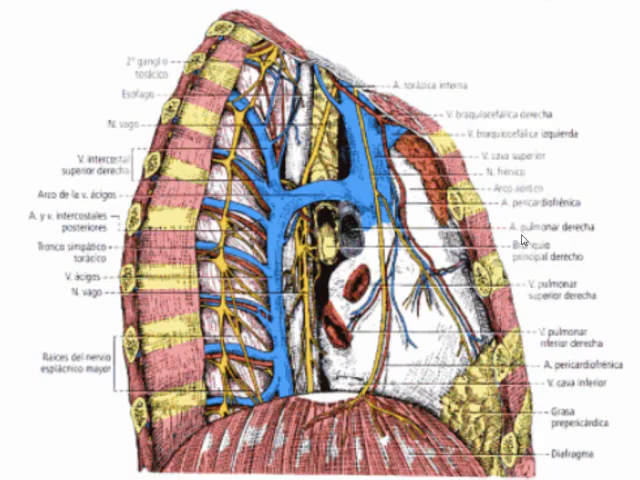 2° ganglio
torácico
Esófago
N. vago
V. intercostal
superior derecha
Arco de la v. ácigos
A. y v. intercostales
posteriores
Tronco simpático
torácico
V. ácigos
N. vago
Raíces del nervio
esplácnico mayor
A. torácica interna
V. braquiocefálica derecha
V. braquiocefálica izquierda
V. cava superior
N. frénico
Arco aórtico
A. pericardiofrénica
A. pulmonar derecha
Bronquio
principal derecho
V. pulmonar
superior derecha
V. pulmonar
inferior derecha
A. pericardiofrénica
V. cava inferior
Grasa
prepericárdica
Diafragma